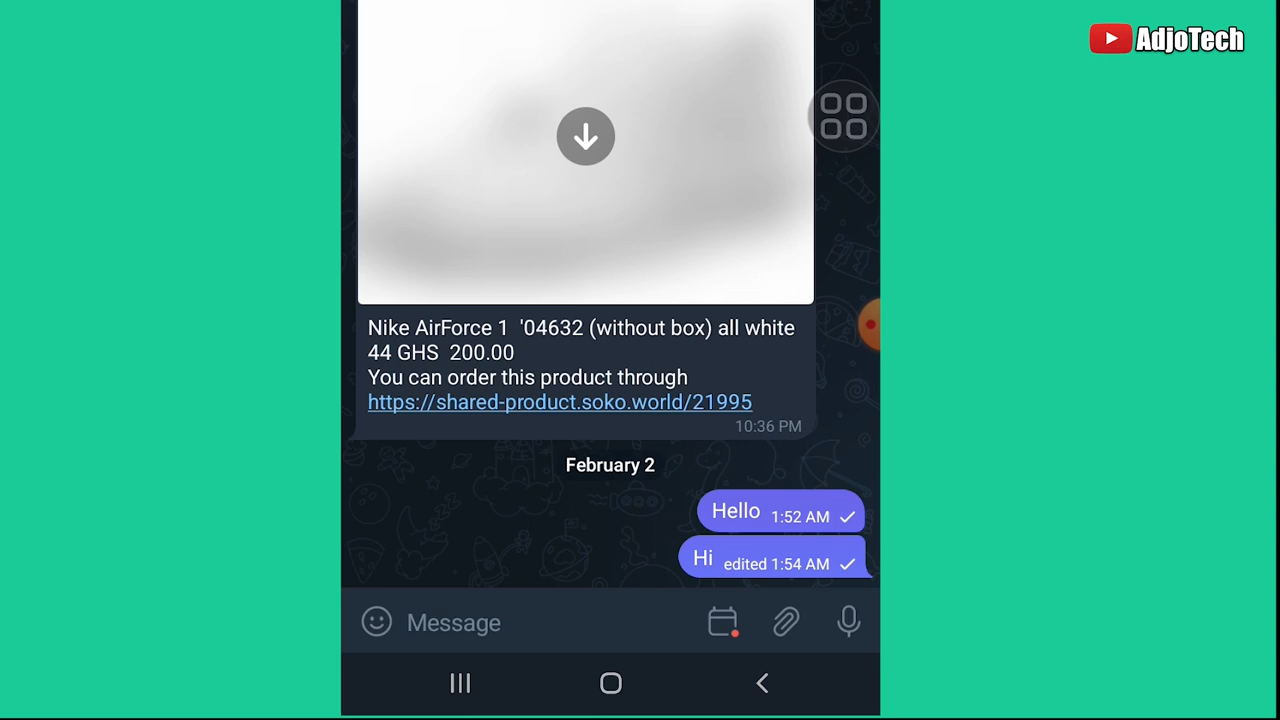 AdjoTech
Nike AirForce 1  '04632 (without box) all white
44 GHS  200.00
You can order this product through
https://shared-product.soko.world/21995
10:36 PM
February 2
Hello 1:52 AM
Hi edited 1:54 AM
Message